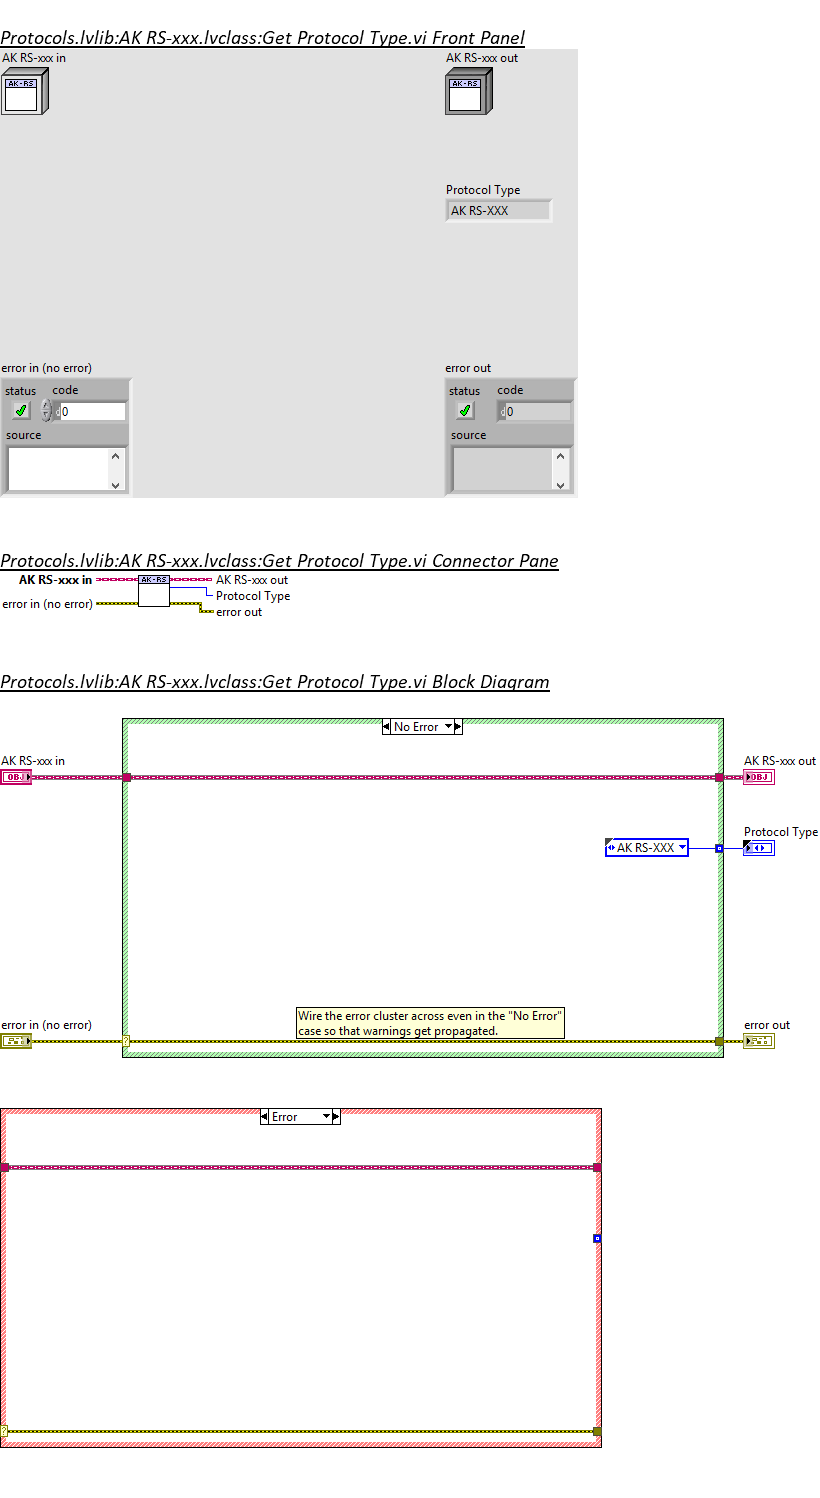 Protocols.lvlib:AK RS-xxx.lvclass:Get Protocol Type.vi Front Panel
AK RS-xxx in
AK RS-xxx out
AK-RS
AK-RS
Protocol Type
AK RS-XXX
error in (no error)
error out
status
code
status
code
d
0
d
0
source
source
Protocols.lvlib:AK RS-xxx.lvclass:Get Protocol Type.vi Connector Pane
AK RS-xxx in
AK-RS
AK RS-xxx out
Protocol Type
error in (no error)
error out
Protocols.lvlib:AK RS-xxx.lvclass:Get Protocol Type.vi Block Diagram
No Error
AK RS-xxx in
AK RS-xxx out
OBJ
OBJ
Protocol Type
AK RS-XXX
Wire the error cluster across even in the "No Error"
case so that warnings get propagated.
error in (no error)
error out
?
Error
?